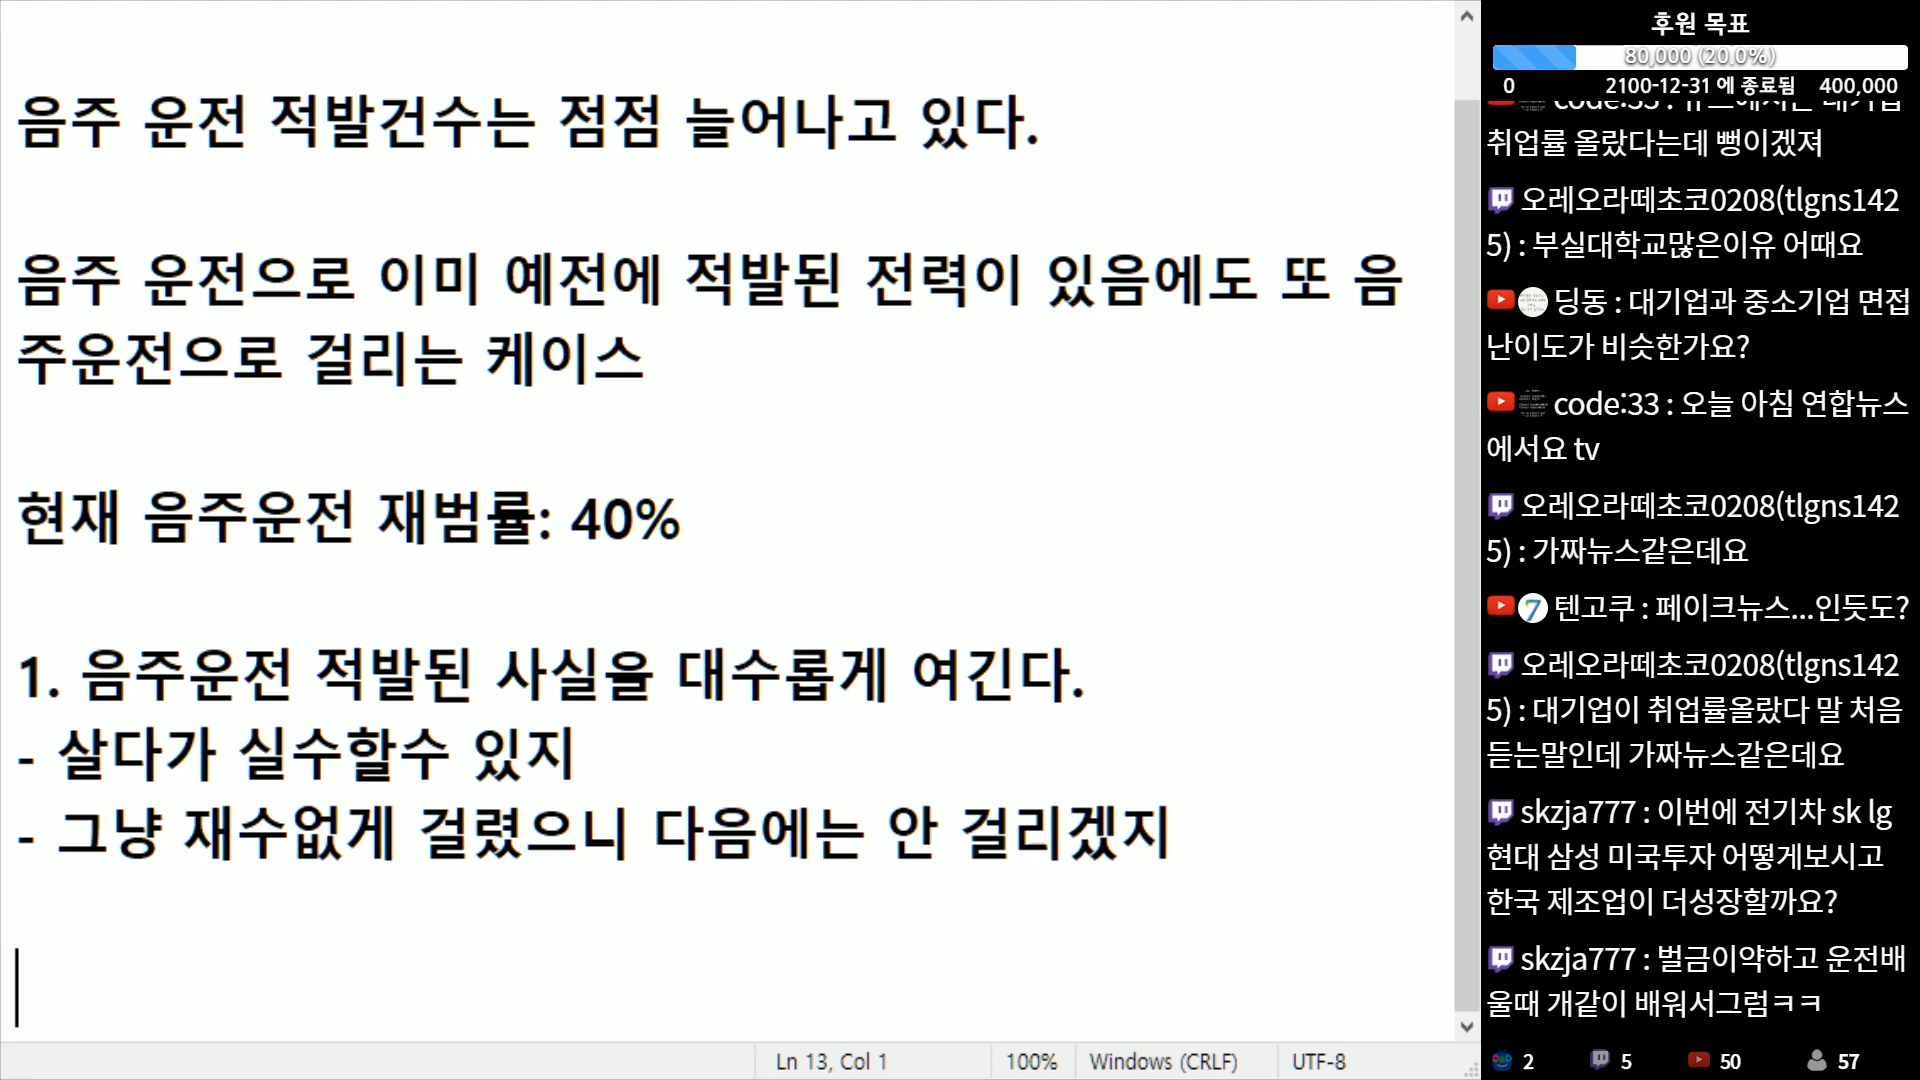 음주 운전 적발건수는 점점 늘어나고 있다.
음주 운전으로 이미 예전에 적발된 전력이 있음에도 또 음
주운전으로 걸리는 케이스
현재 음주운전 재범률: 40%
1. 음주운전 적발된 사실을 대수롭게 여긴다.
- 살다가 실수할수 있지
- 그냥 재수없게 걸렸으니 다음에는 안 걸리겠지
Ln 13, Col 1
100%
Windows (CRLF)
UTF-8
후원 목표
80,000 (20.0%)
0 2100-12-31 에 종료됨 400,000
code:33 : 뉴스에서는 대기업
취업률 올랐다는데 뻥이겠져
오레오라떼초코0208(tlgns142
5) : 부실대학교많은이유 어때요
딩동 : 대기업과 중소기업 면접
난이도가 비슷한가요?
code:33 : 오늘 아침 연합뉴스
에서요 tv
오레오라떼초코0208(tlgns142
5) : 가짜뉴스같은데요
텐고쿠 : 페이크뉴스...인듯도?
오레오라떼초코0208(tlgns142
5) : 대기업이 취업률올랐다 말 처음
듣는말인데 가짜뉴스같은데요
skzja777 : 이번에 전기차 sk lg
현대 삼성 미국투자 어떻게보시고
한국 제조업이 더성장할까요?
skzja777 : 벌금이약하고 운전배
울때 개같이 배워서그럼ㅋㅋ
2 5 50 57